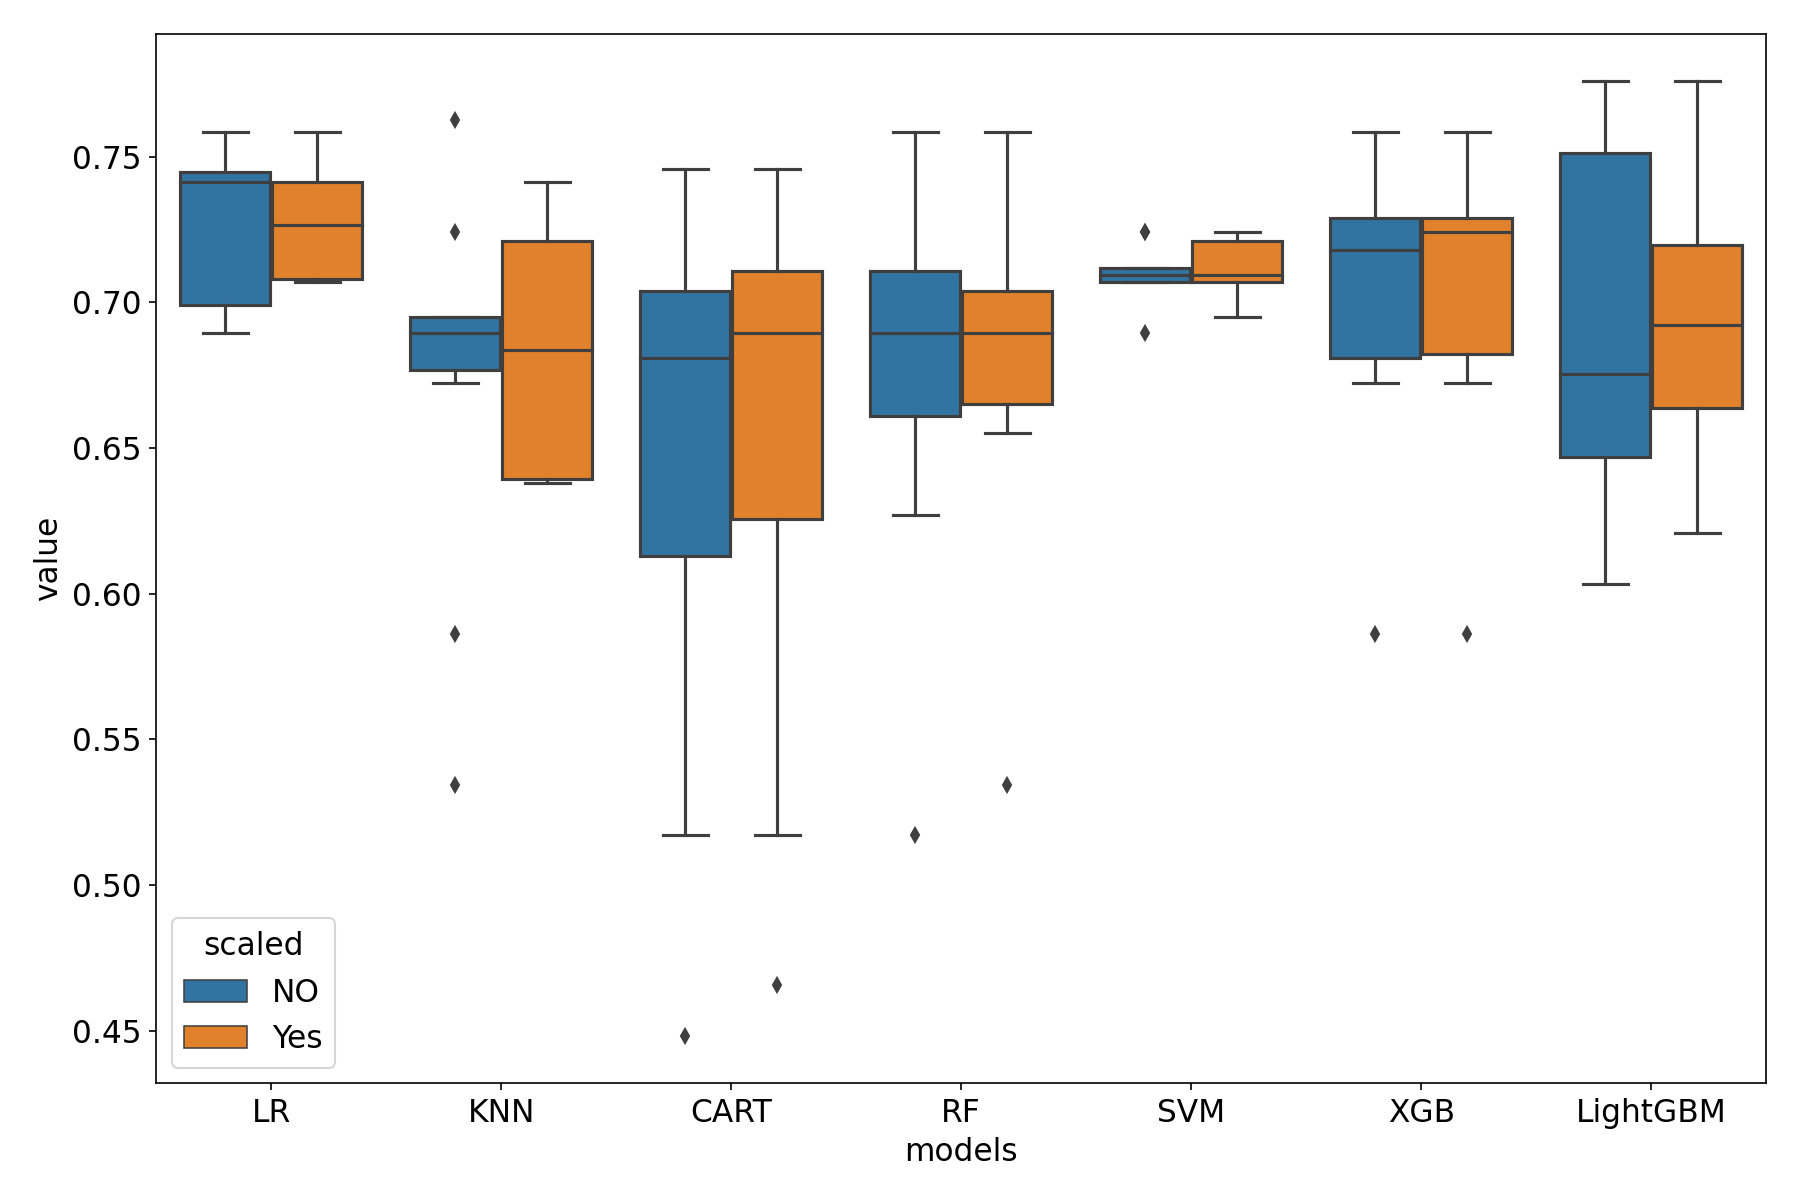 0.75
0.70
0.65
0.60
0.55
0.50
0.45
value
scaled
NO
Yes
LR KNN CART RF SVM XGB LightGBM
models